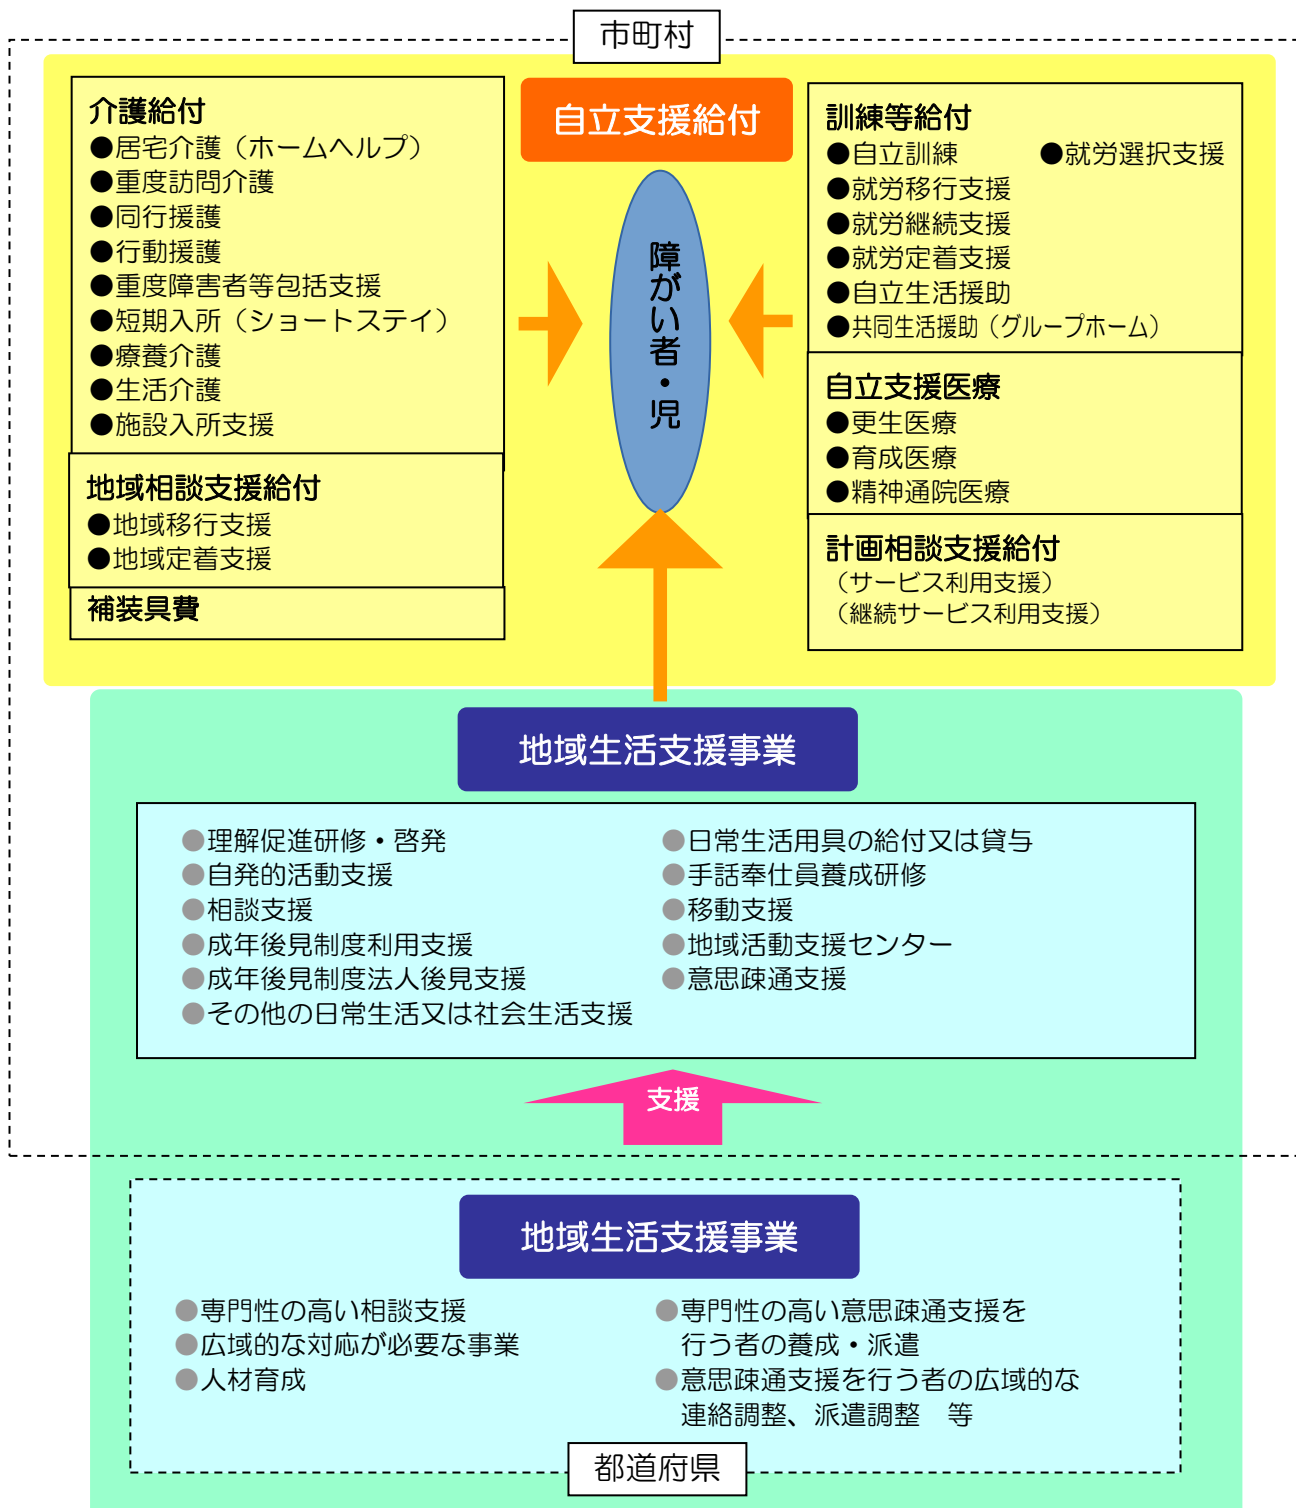 市町村
自立支援給付
介護給付
●居宅介護（ホームヘルプ）
●重度訪問介護
●同行援護
●行動援護
●重度障害者等包括支援
●短期入所（ショートステイ）
●療養介護
●生活介護
●施設入所支援
地域相談支援給付
●地域移行支援
●地域定着支援
補装具費
障がい者・児
訓練等給付
●自立訓練　　　●就労選択支援
●就労移行支援
●就労継続支援
●就労定着支援
●自立生活援助
●共同生活援助（グループホーム）
自立支援医療
●更生医療
●育成医療
●精神通院医療
計画相談支援給付
（サービス利用支援）
（継続サービス利用支援）
地域生活支援事業
●理解促進研修・啓発
●自発的活動支援
●相談支援
●成年後見制度利用支援
●成年後見制度法人後見支援
●その他の日常生活又は社会生活支援
●日常生活用具の給付又は貸与
●手話奉仕員養成研修
●移動支援
●地域活動支援センター
●意思疎通支援
支援
地域生活支援事業
●専門性の高い相談支援
●広域的な対応が必要な事業
●人材育成
●専門性の高い意思疎通支援を
行う者の養成・派遣
●意思疎通支援を行う者の広域的な
連絡調整、派遣調整　等
都道府県